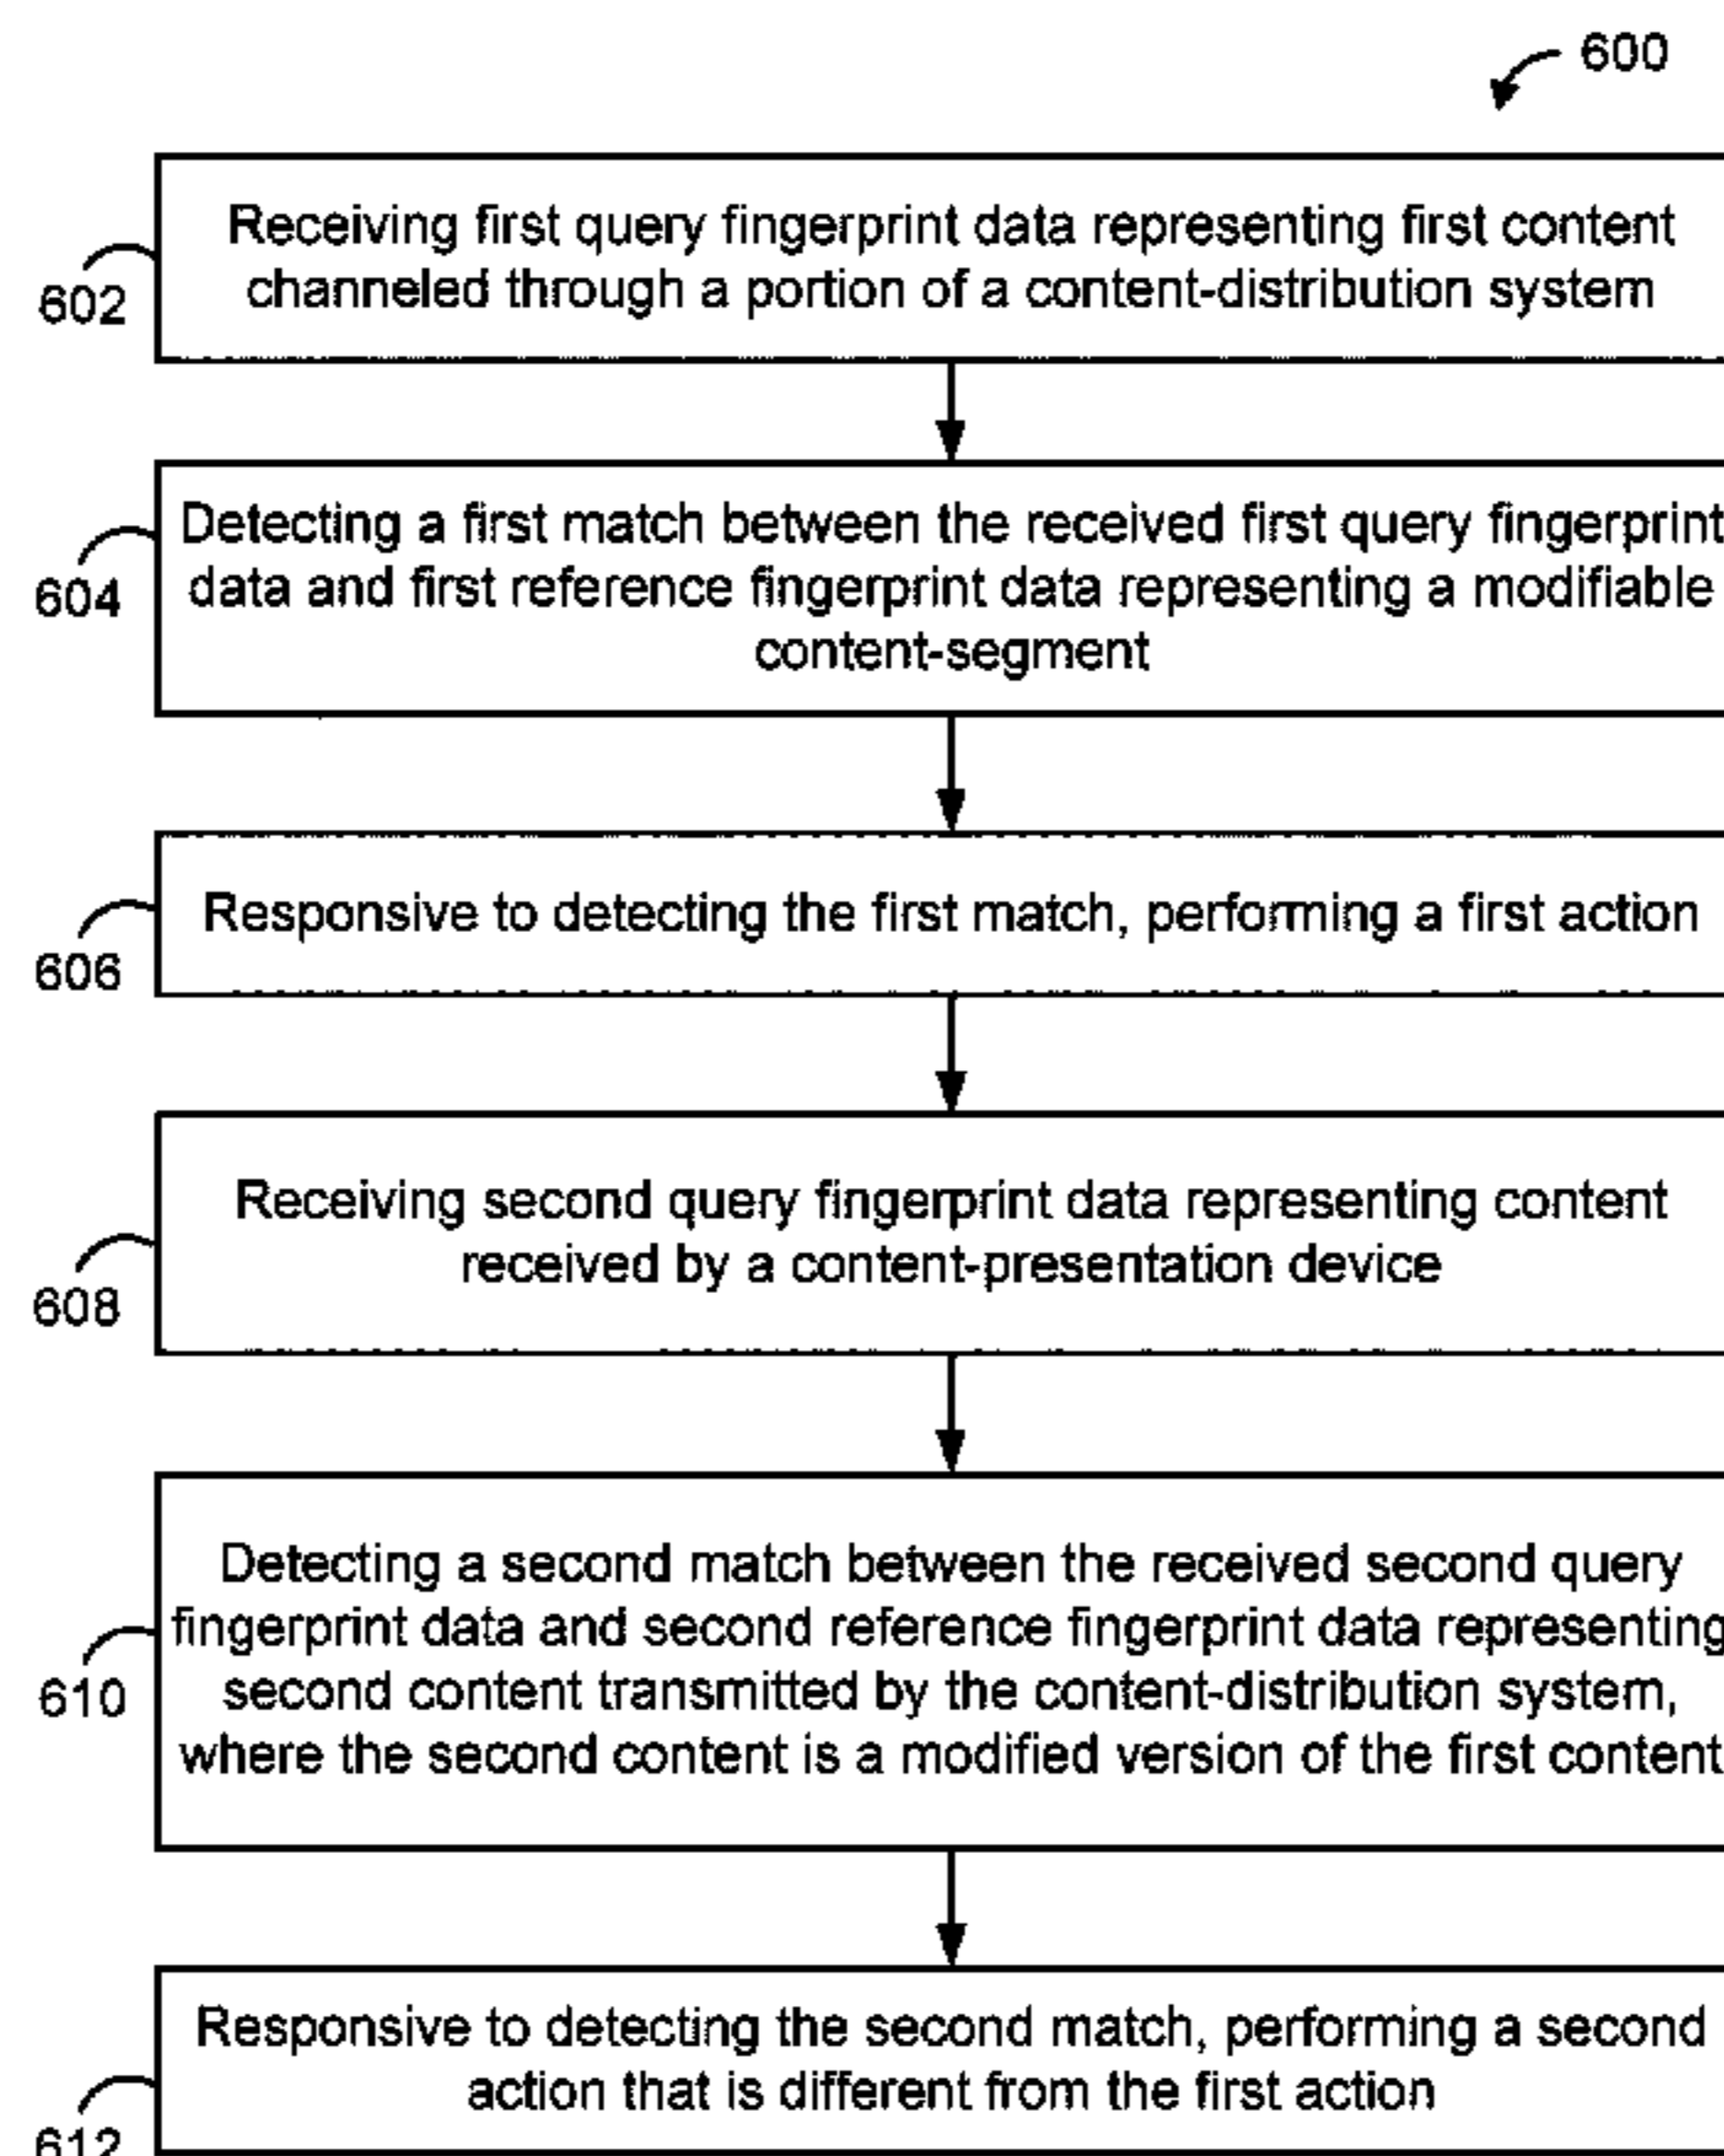 600
Receiving first query fingerprint data representing first content
channeled through a portion of a content-distribution system
602
Detecting a first match between the received first query fingerprint
data and first reference fingerprint data representing a modifiable
content-segment
604
Responsive to detecting the first match, performing a first action
606
Receiving second query fingerprint data representing content
received by a content-presentation device
608
Detecting a second match between the received second query
fingerprint data and second reference fingerprint data representing
second content transmitted by the content-distribution system,
where the second content is a modified version of the first content
610
Responsive to detecting the second match, performing a second
action that is different from the first action
612